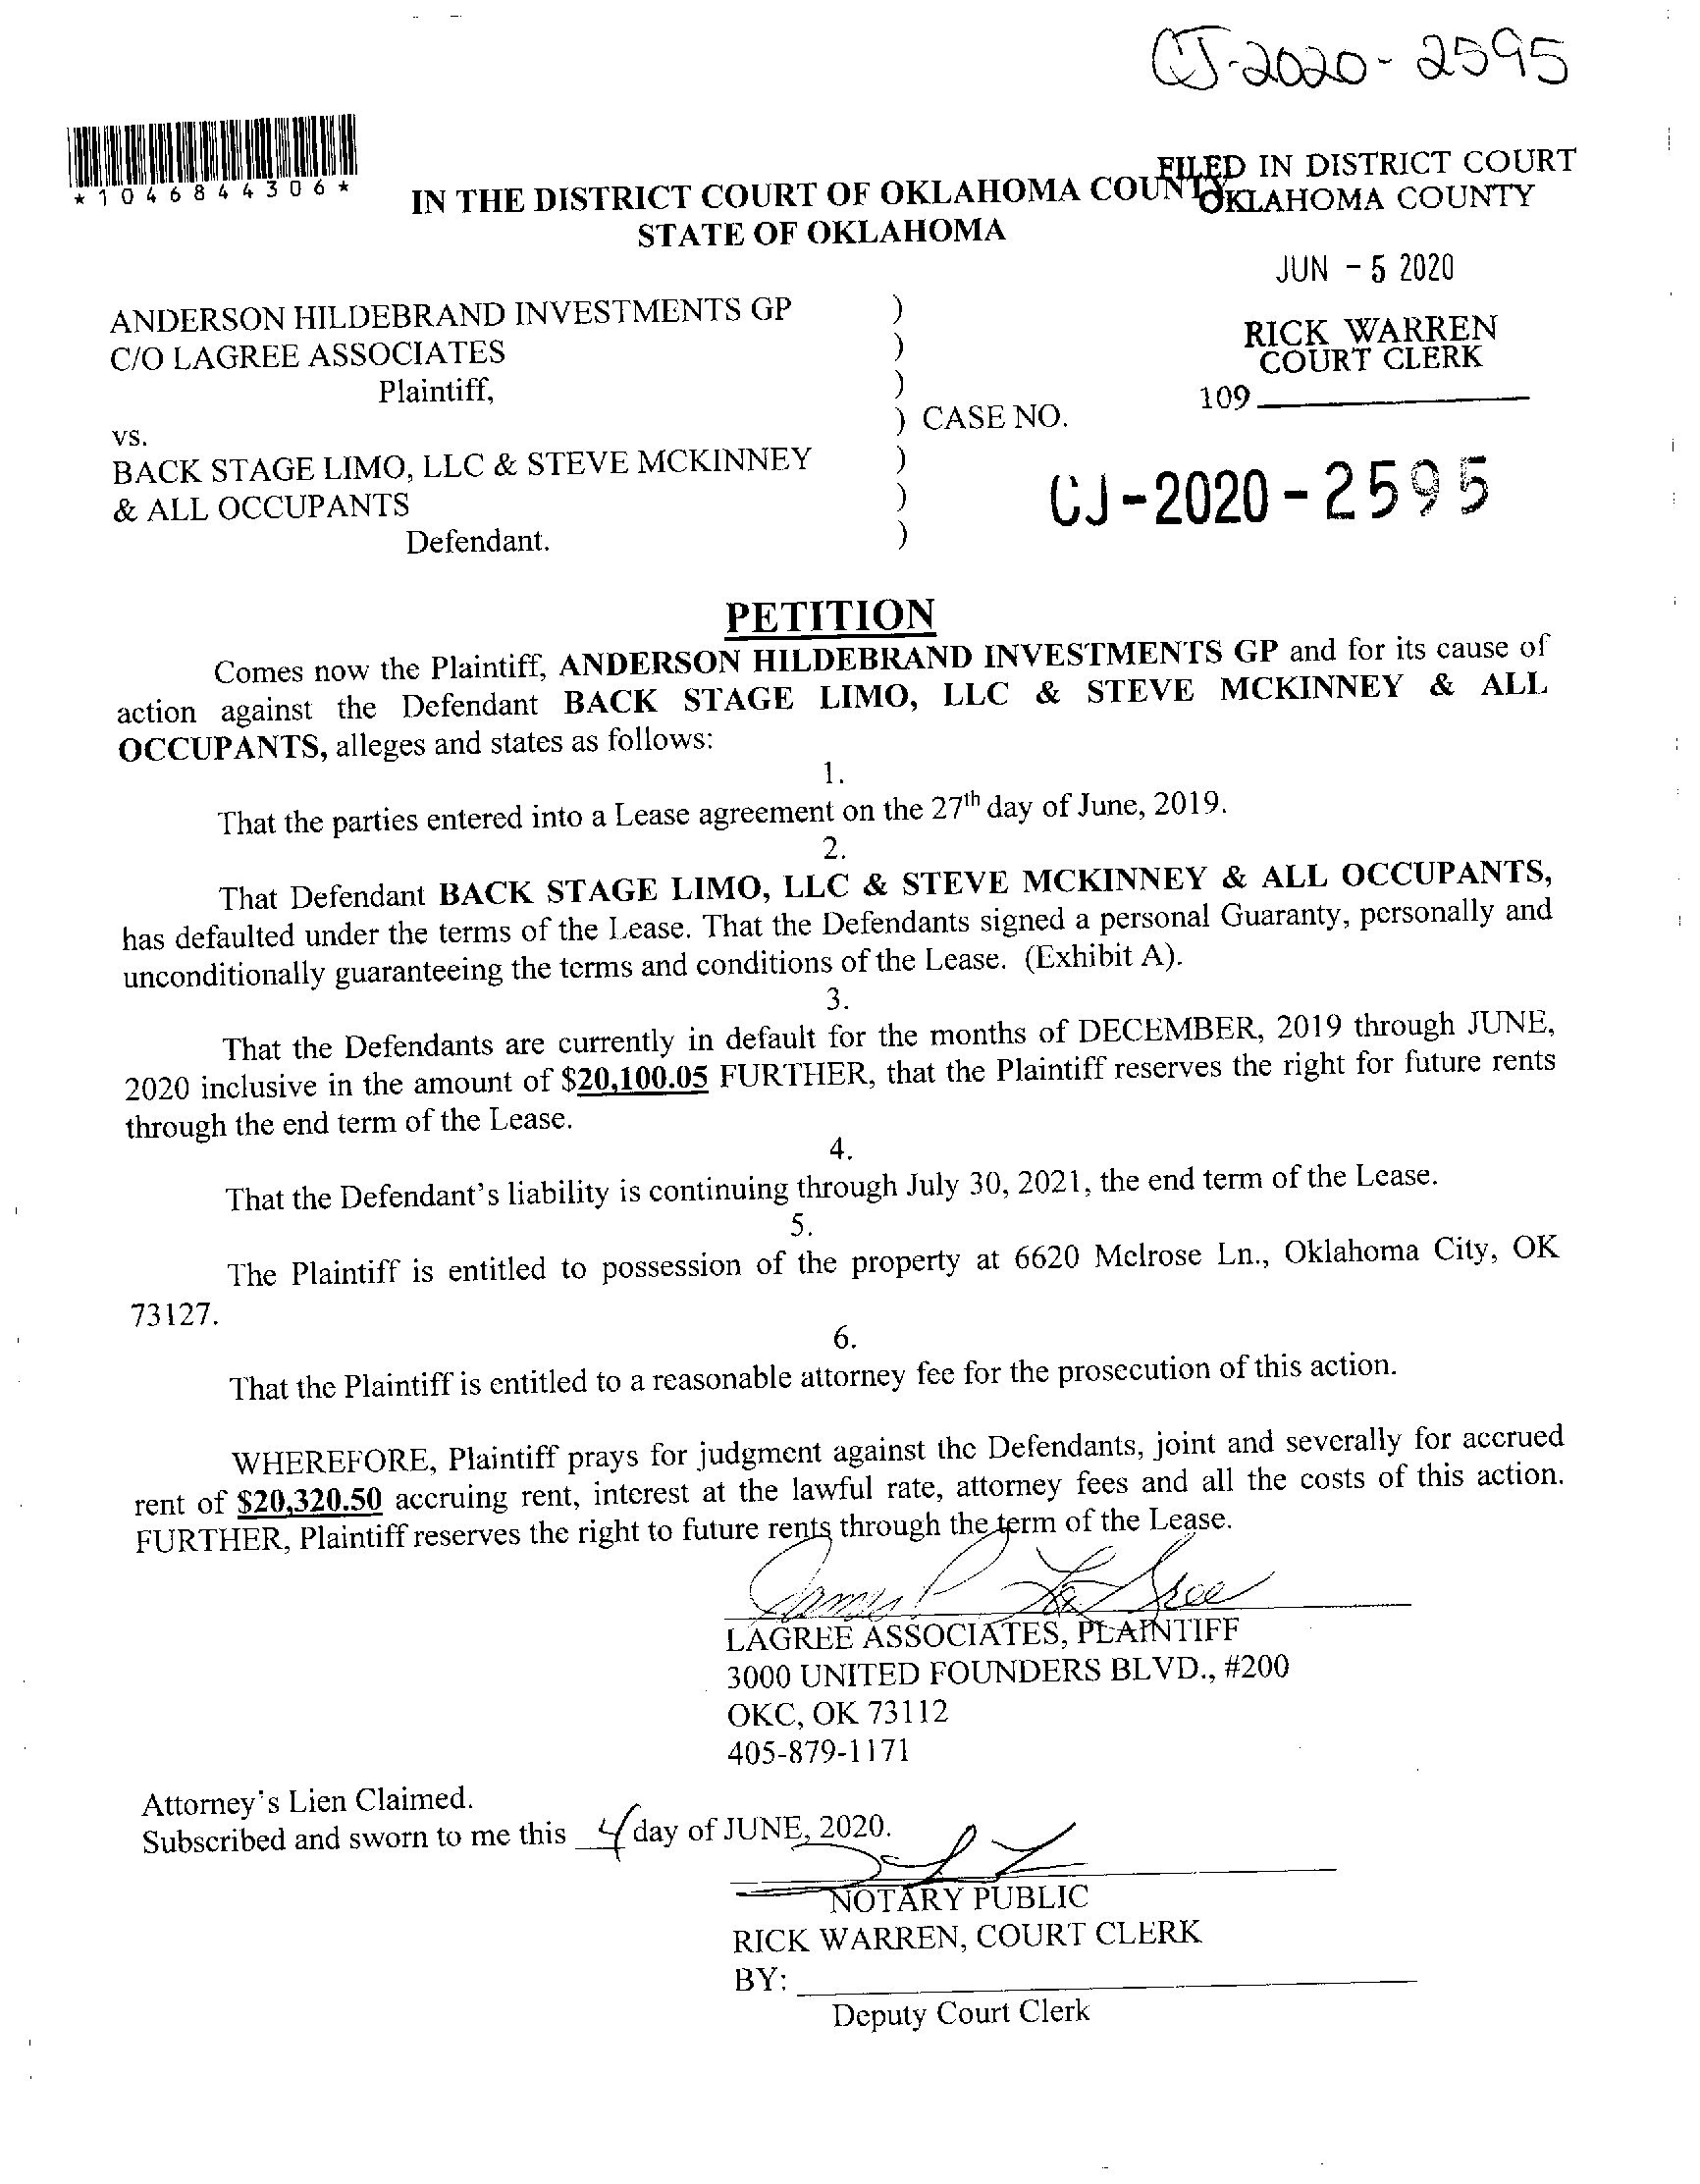 CJ-2020-2595
*1046844306*
FILED IN DISTRICT COURT
OKLAHOMA COUNTY
IN THE DISTRICT COURT OF OKLAHOMA COUNTY
STATE OF OKLAHOMA
JUN - 5 2020
RICK WARREN
COURT CLERK
109
ANDERSON HILDEBRAND INVESTMENTS GP )
C/O LAGREE ASSOCIATES )
Plaintiff, )
) CASE NO.
vs.
BACK STAGE LIMO, LLC & STEVE MCKINNEY )
& ALL OCCUPANTS )
Defendant. )
CJ-2020-2595
PETITION
Comes now the Plaintiff, ANDERSON HILDEBRAND INVESTMENTS GP and for its cause of
action against the Defendant BACK STAGE LIMO, LLC & STEVE MCKINNEY & ALL
OCCUPANTS, alleges and states as follows:
1.
That the parties entered into a Lease agreement on the 27th day of June, 2019.
2.
That Defendant BACK STAGE LIMO, LLC & STEVE MCKINNEY & ALL OCCUPANTS,
has defaulted under the terms of the Lease. That the Defendants signed a personal Guaranty, personally and
unconditionally guaranteeing the terms and conditions of the Lease. (Exhibit A).
3.
That the Defendants are currently in default for the months of DECEMBER, 2019 through JUNE,
2020 inclusive in the amount of $20,100.05 FURTHER, that the Plaintiff reserves the right for future rents
through the end term of the Lease.
4.
That the Defendant's liability is continuing through July 30, 2021, the end term of the Lease.
5.
The Plaintiff is entitled to possession of the property at 6620 Melrose Ln., Oklahoma City, OK
73127.
6.
That the Plaintiff is entitled to a reasonable attorney fee for the prosecution of this action.
WHEREFORE, Plaintiff prays for judgment against the Defendants, joint and severally for accrued
rent of $20,320.50 accruing rent, interest at the lawful rate, attorney fees and all the costs of this action.
FURTHER, Plaintiff reserves the right to future rents through the term of the Lease.
James P LaGree
LAGREE ASSOCIATES, PLAINTIFF
3000 UNITED FOUNDERS BLVD., #200
OKC, OK 73112
405-879-1171
Attorney's Lien Claimed.
Subscribed and sworn to me this 4 day of JUNE, 2020.
NOTARY PUBLIC
RICK WARREN, COURT CLERK
BY:
Deputy Court Clerk